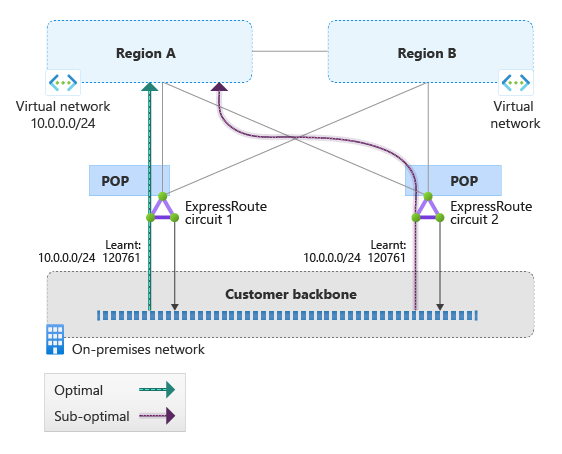 Region A
Region B
Virtual network
10.0.0.0/24
Virtual
network
POP
POP
ExpressRoute
circuit 1
ExpressRoute
circuit 2
Learnt:
10.0.0.0/24 120761
Learnt:
10.0.0.0/24 120761
Customer backbone
On-premises network
Optimal
Sub-optimal